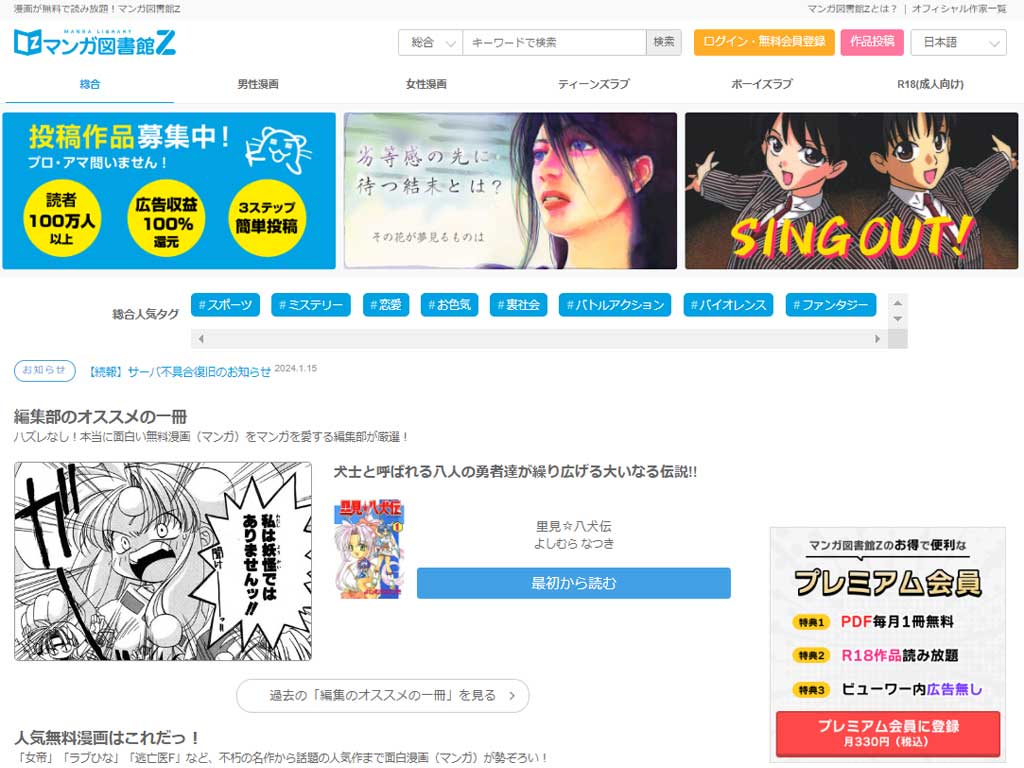 漫画が無料で読み放題！マンガ図書館Z
マンガ図書館Zとは？ | オフィシャル作家一覧
MANGA LIBRARY
マンガ図書館Z
総合
キーワードで検索
検索
ログイン・無料会員登録
作品投稿
日本語
総合
男性漫画
女性漫画
ティーンズラブ
ボーイズラブ
R18(成人向け)
投稿作品募集中！
プロ・アマ問いません！
読者
100万人
以上
広告収益
100%
還元
3ステップ
簡単投稿
劣等感の先に
待つ結末とは？
その花が夢見るものは
SING OUT!
総合人気タグ
#スポーツ
#ミステリー
#恋愛
#お色気
#裏社会
#バトルアクション
#バイオレンス
#ファンタジー
お知らせ
【続報】サーバ不具合復旧のお知らせ 2024.1.15
編集部のオススメの一冊
ハズレなし！本当に面白い無料漫画（マンガ）をマンガを愛する編集部が厳選！
私は妖怪では
ありませんッ!!
犬士と呼ばれる八人の勇者達が繰り広げる大いなる伝説!!
里見☆八犬伝
1
里見☆八犬伝
よしむら なつき
最初から読む
過去の「編集のオススメの一冊」を見る
人気無料漫画はこれだっ！
「女帝」「ラブひな」「逃亡医F」など、不朽の名作から話題の人気作まで面白漫画（マンガ）が勢ぞろい！
マンガ図書館Zのお得で便利な
プレミアム会員
特典1 PDF毎月1冊無料
特典2 R18作品読み放題
特典3 ビューワー内広告無し
プレミアム会員に登録
月330円（税込）